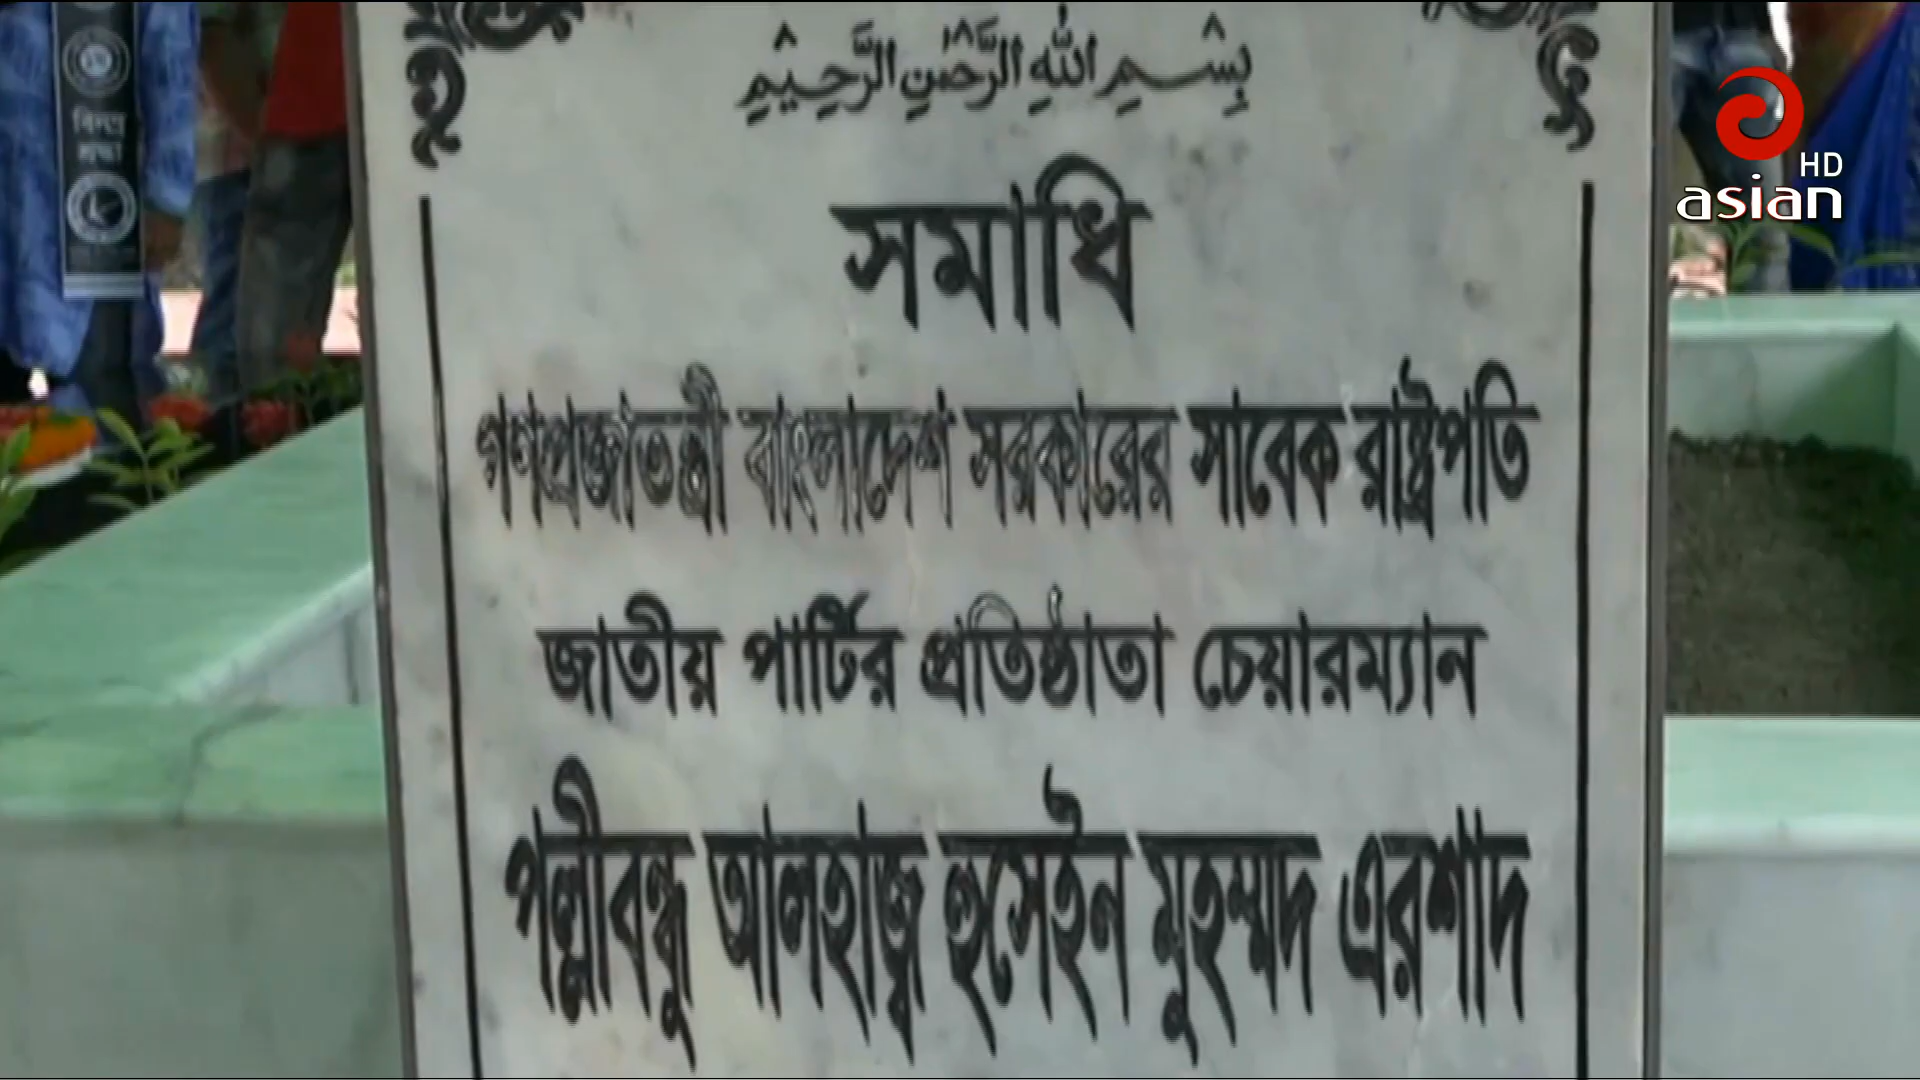 بِسْمِ اللهِ الرَّحْمٰنِ الرَّحِيْمِ
সমাধি
গণপ্রজাতন্ত্রী বাংলাদেশ সরকারের সাবেক রাষ্ট্রপতি
জাতীয় পার্টির প্রতিষ্ঠাতা চেয়ারম্যান
পল্লীবন্ধু আলহাজ্ব হুসেইন মুহম্মদ এরশাদ
HD
asian